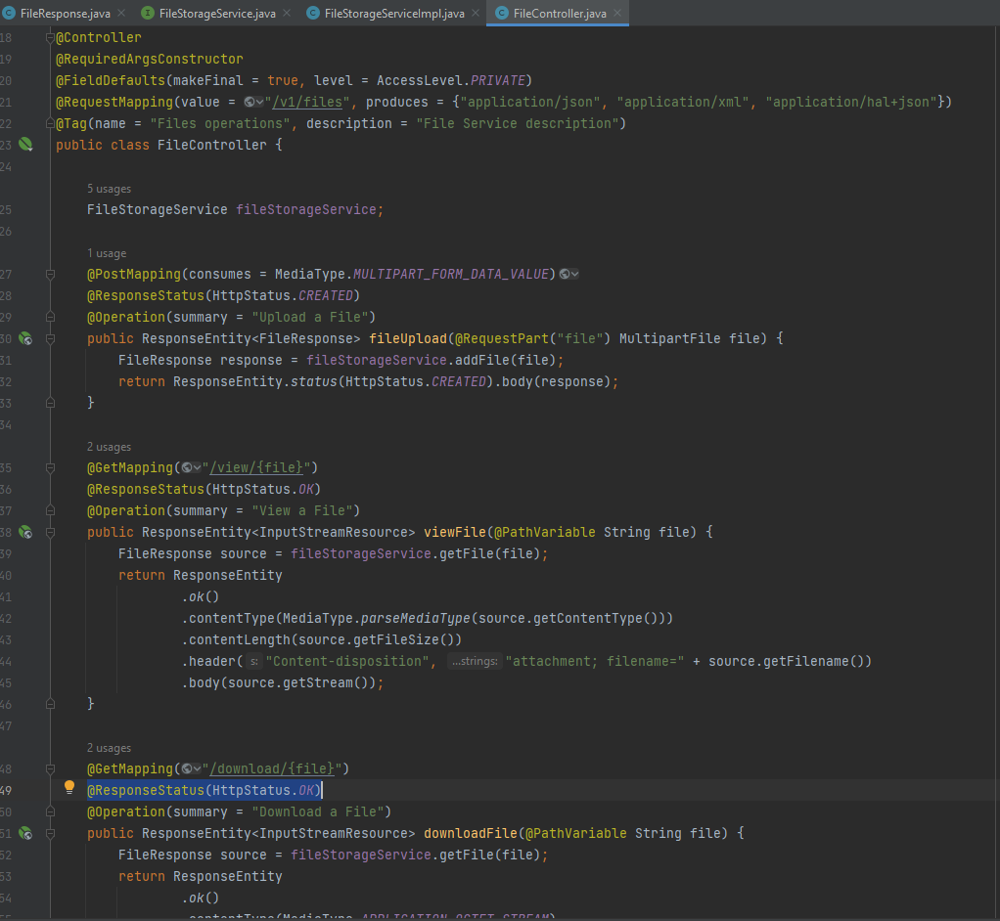 FileResponse.java FileStorageService.java FileStorageServiceImpl.java FileController.java
18 @Controller
19 @RequiredArgsConstructor
20 @FieldDefaults(makeFinal = true, level = AccessLevel.PRIVATE)
21 @RequestMapping(value = "/v1/files", produces = {"application/json", "application/xml", "application/hal+json"})
22 @Tag(name = "Files operations", description = "File Service description")
23 public class FileController {
24
5 usages
25 FileStorageService fileStorageService;
26
1 usage
27 @PostMapping(consumes = MediaType.MULTIPART_FORM_DATA_VALUE)
28 @ResponseStatus(HttpStatus.CREATED)
29 @Operation(summary = "Upload a File")
30 public ResponseEntity<FileResponse> fileUpload(@RequestPart("file") MultipartFile file) {
31 FileResponse response = fileStorageService.addFile(file);
32 return ResponseEntity.status(HttpStatus.CREATED).body(response);
33 }
34
2 usages
35 @GetMapping("/view/{file}")
36 @ResponseStatus(HttpStatus.OK)
37 @Operation(summary = "View a File")
38 public ResponseEntity<InputStreamResource> viewFile(@PathVariable String file) {
39 FileResponse source = fileStorageService.getFile(file);
40 return ResponseEntity
41 .ok()
42 .contentType(MediaType.parseMediaType(source.getContentType()))
43 .contentLength(source.getFileSize())
44 .header( s: "Content-disposition", ...strings: "attachment; filename=" + source.getFilename())
45 .body(source.getStream());
46 }
47
2 usages
48 @GetMapping("/download/{file}")
49 @ResponseStatus(HttpStatus.OK)
50 @Operation(summary = "Download a File")
51 public ResponseEntity<InputStreamResource> downloadFile(@PathVariable String file) {
52 FileResponse source = fileStorageService.getFile(file);
53 return ResponseEntity
54 .ok()
55 .contentType(MediaType.APPLICATION_OCTET_STREAM)